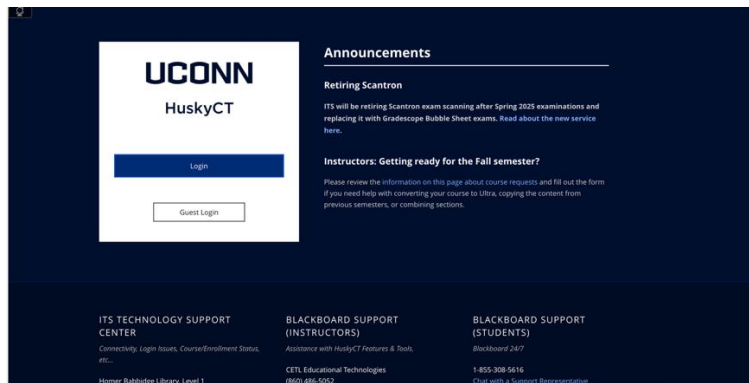 UCONN
HuskyCT
Login
Guest Login
Announcements
Retiring Scantron
ITS will be retiring Scantron exam scanning after Spring 2025 examinations and
replacing it with Gradescope Bubble Sheet exams. Read about the new service
here.
Instructors: Getting ready for the Fall semester?
Please review the information on this page about course requests and fill out the form
if you need help with converting your course to Ultra, copying the content from
previous semesters, or combining sections.
ITS TECHNOLOGY SUPPORT
CENTER
Connectivity, Login Issues, Course/Enrollment Status,
etc...
Homer Babbidge Library, Level 1
BLACKBOARD SUPPORT
(INSTRUCTORS)
Assistance with HuskyCT Features & Tools.
CETL Educational Technologies
(860) 486-5052
BLACKBOARD SUPPORT
(STUDENTS)
Blackboard 24/7
1-855-308-5616
Chat with a Support Representative